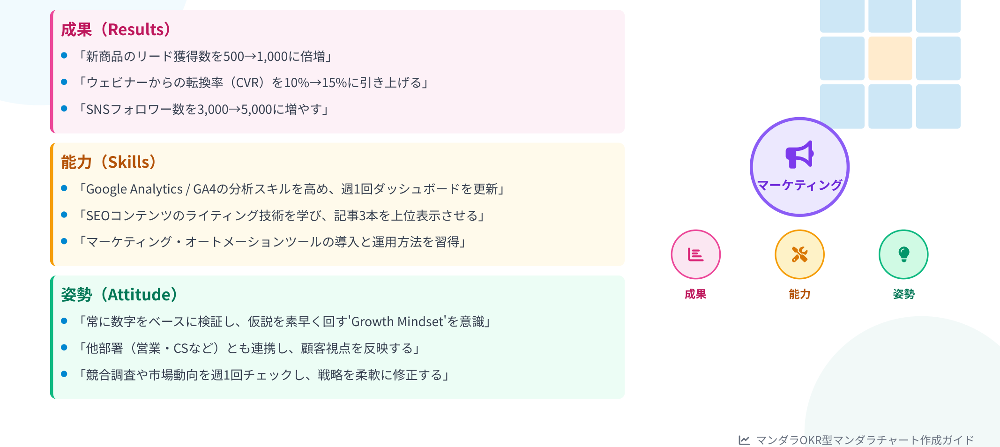 成果（Results）
「新商品のリード獲得数を500→1,000に倍増」
「ウェビナーからの転換率（CVR）を10%→15%に引き上げる」
「SNSフォロワー数を3,000→5,000に増やす」
能力（Skills）
「Google Analytics / GA4の分析スキルを高め、週1回ダッシュボードを更新」
「SEOコンテンツのライティング技術を学び、記事3本を上位表示させる」
「マーケティング・オートメーションツールの導入と運用方法を習得」
姿勢（Attitude）
「常に数字をベースに検証し、仮説を素早く回す'Growth Mindset'を意識」
「他部署（営業・CSなど）とも連携し、顧客視点を反映する」
「競合調査や市場動向を週1回チェックし、戦略を柔軟に修正する」
マーケティング
成果
能力
姿勢
マンダラOKR型マンダラチャート作成ガイド